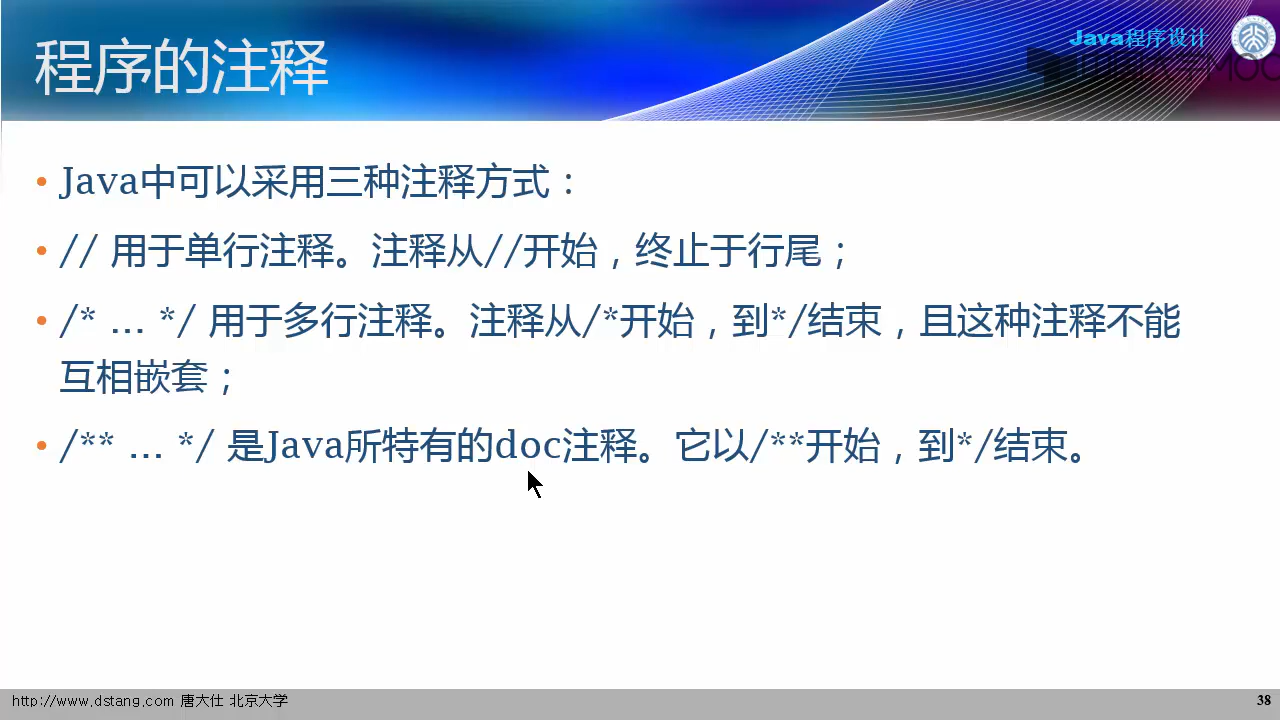 程序的注释
Java程序设计
• Java中可以采用三种注释方式：
• // 用于单行注释。注释从//开始，终止于行尾；
• /* … */ 用于多行注释。注释从/*开始，到*/结束，且这种注释不能
互相嵌套；
• /** … */ 是Java所特有的doc注释。它以/**开始，到*/结束。
http://www.dstang.com 唐大仕 北京大学
38